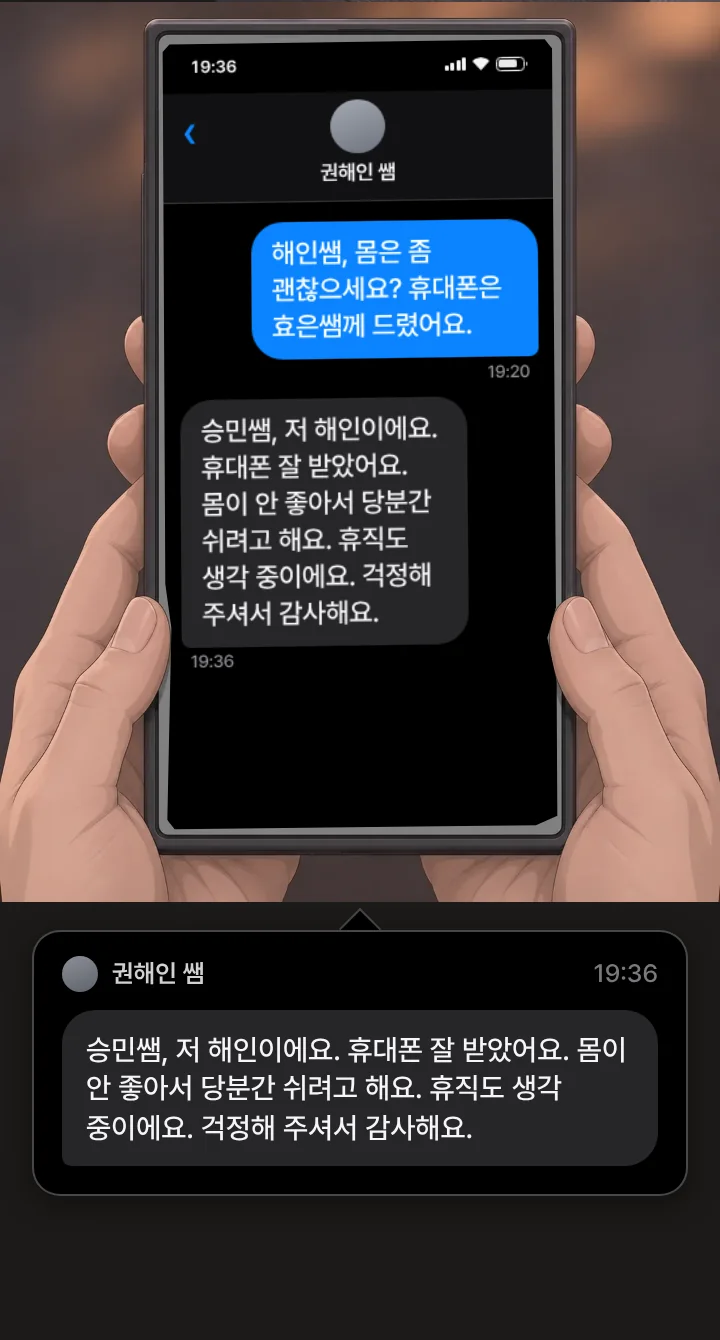 19:36
권해인 쌤
해인쌤, 몸은 좀
괜찮으세요? 휴대폰은
효은쌤께 드렸어요.
19:20
승민쌤, 저 해인이에요.
휴대폰 잘 받았어요.
몸이 안 좋아서 당분간
쉬려고 해요. 휴직도
생각 중이에요. 걱정해
주셔서 감사해요.
19:36
권해인 쌤
19:36
승민쌤, 저 해인이에요. 휴대폰 잘 받았어요. 몸이
안 좋아서 당분간 쉬려고 해요. 휴직도 생각
중이에요. 걱정해 주셔서 감사해요.